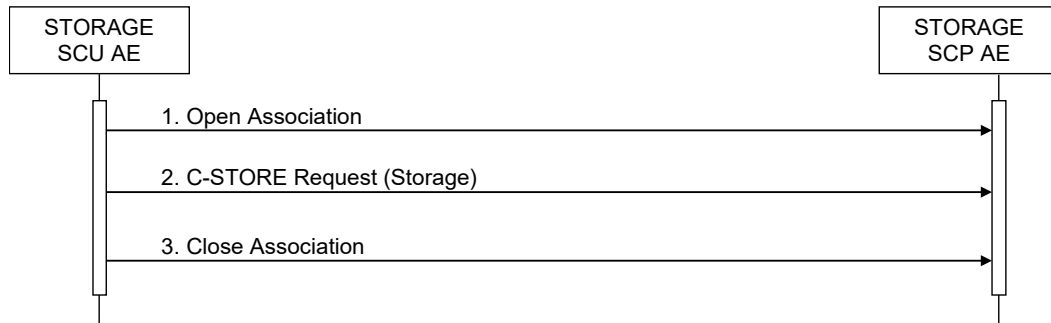 STORAGE
SCU AE
STORAGE
SCP AE
1. Open Association
2. C-STORE Request (Storage)
3. Close Association